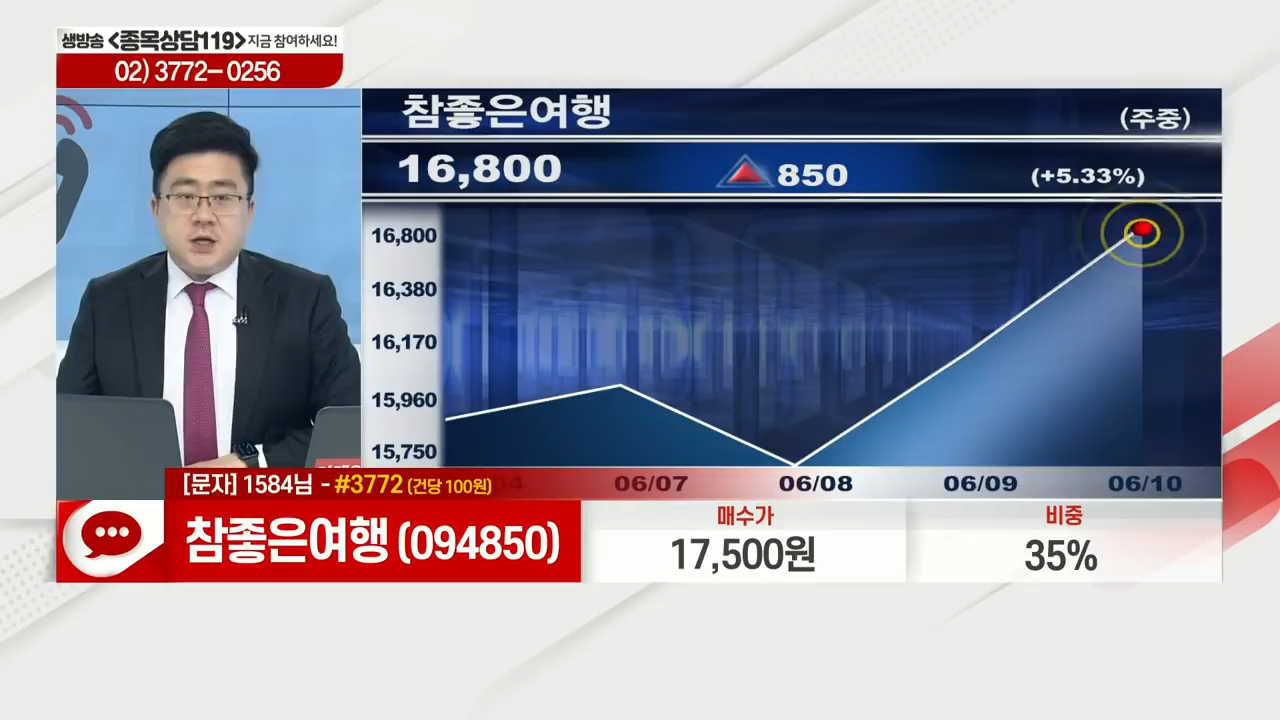 생방송 <종목상담119> 지금 참여하세요!
02) 3772-0256
참좋은여행
(주중)
16,800 850 (+5.33%)
16,800
16,380
16,170
15,960
15,750
06/07 06/08 06/09 06/10
[문자] 1584님 - #3772 (건당 100원)
참좋은여행 (094850)
매수가
17,500원
비중
35%